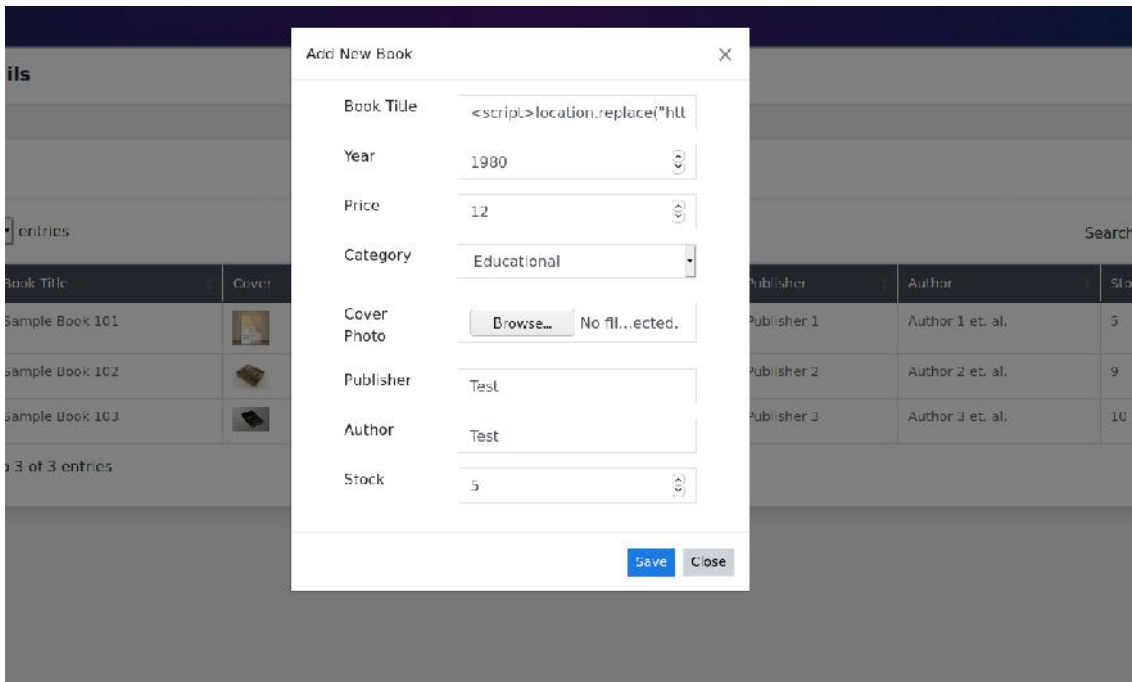 Add New Book
ils
Book Title <script>location.replace("htt
Year 1980
Price 12
entries Search
Category Educational
Book Title Cover Publisher Author Sto
Cover
Photo Browse... No fil...ected.
Sample Book 101 Publisher 1 Author 1 et. al. 5
Sample Book 102 Publisher 2 Author 2 et. al. 9
Publisher Test
Sample Book 103 Publisher 3 Author 3 et. al. 10
Author Test
3 of 3 entries
Stock 5
Save Close